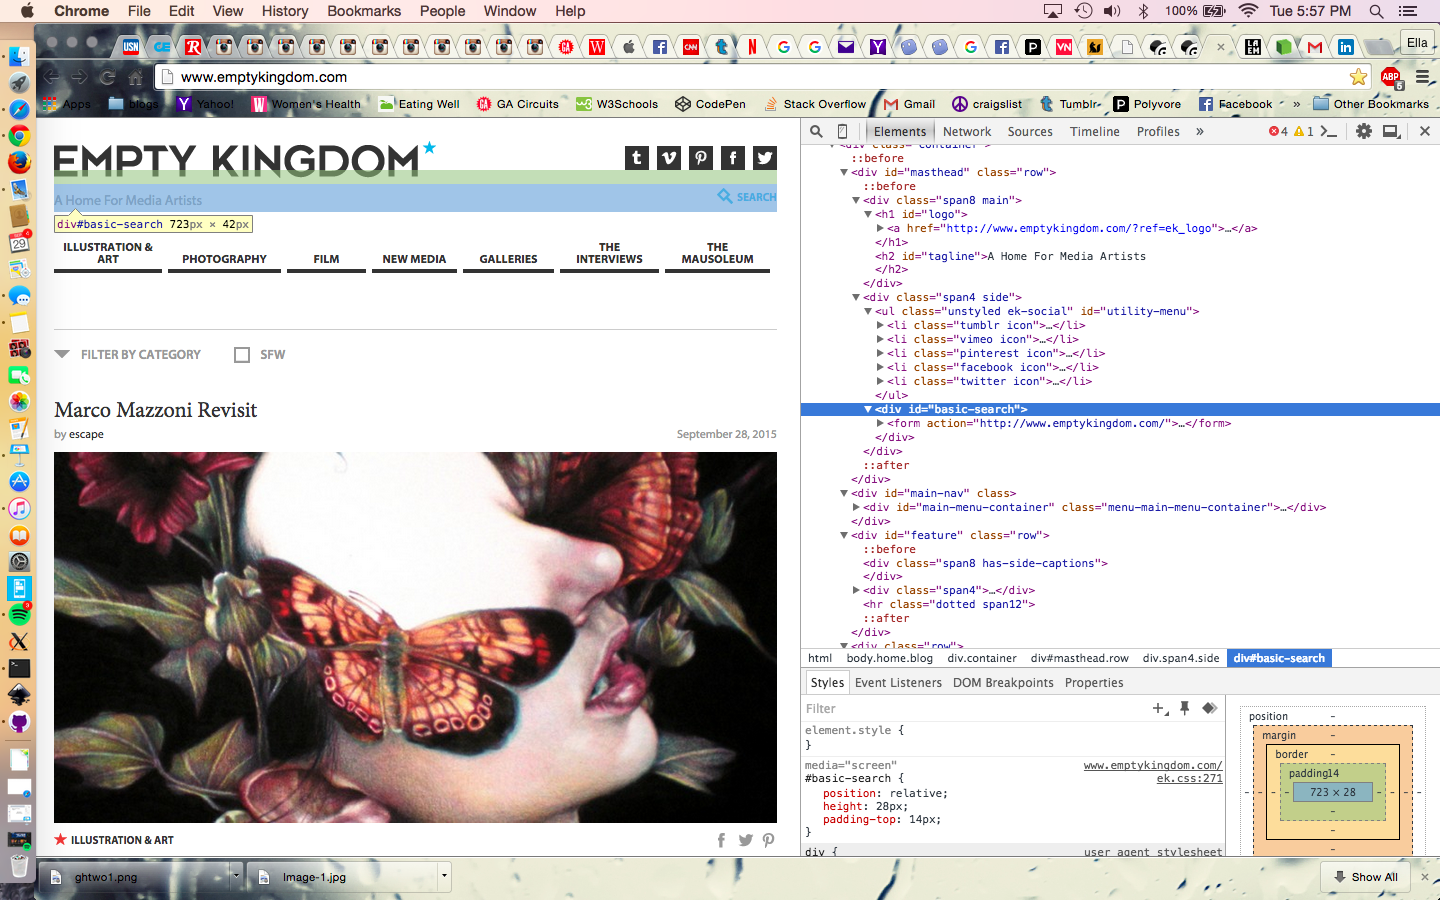 Chrome File Edit View History Bookmarks People Window Help 100% Tue 5:57 PM
Ella
www.emptykingdom.com
Apps blogs Yahoo! Women's Health Eating Well GA Circuits W3Schools CodePen Stack Overflow Gmail craigslist Tumblr Polyvore Facebook » Other Bookmarks
EMPTY KINGDOM
A Home For Media Artists
SEARCH
div#basic-search 723px × 42px
ILLUSTRATION & ART
PHOTOGRAPHY
FILM
NEW MEDIA
GALLERIES
THE INTERVIEWS
THE MAUSOLEUM
FILTER BY CATEGORY SFW
Marco Mazzoni Revisit
by escape September 28, 2015
ILLUSTRATION & ART
Elements Network Sources Timeline Profiles » 4 1
<div class="container">
::before
<div id="masthead" class="row">
::before
<div class="span8 main">
<h1 id="logo">
<a href="http://www.emptykingdom.com/?ref=ek_logo">…</a>
</h1>
<h2 id="tagline">A Home For Media Artists
</h2>
</div>
<div class="span4 side">
<ul class="unstyled ek-social" id="utility-menu">
<li class="tumblr icon">…</li>
<li class="vimeo icon">…</li>
<li class="pinterest icon">…</li>
<li class="facebook icon">…</li>
<li class="twitter icon">…</li>
</ul>
<div id="basic-search">
<form action="http://www.emptykingdom.com/">…</form>
</div>
</div>
::after
</div>
<div id="main-nav" class>
<div id="main-menu-container" class="menu-main-menu-container">…</div>
</div>
<div id="feature" class="row">
::before
<div class="span8 has-side-captions">
</div>
<div class="span4">…</div>
<hr class="dotted span12">
::after
</div>
<div class="row">
html body.home.blog div.container div#masthead.row div.span4.side div#basic-search
Styles Event Listeners DOM Breakpoints Properties
Filter
element.style {
}
media="screen" www.emptykingdom.com/
#basic-search { ek.css:271
position: relative;
height: 28px;
padding-top: 14px;
}
div { user agent stylesheet
position -
margin -
border -
padding14
723 × 28
ghtwo1.png
Image-1.jpg
Show All